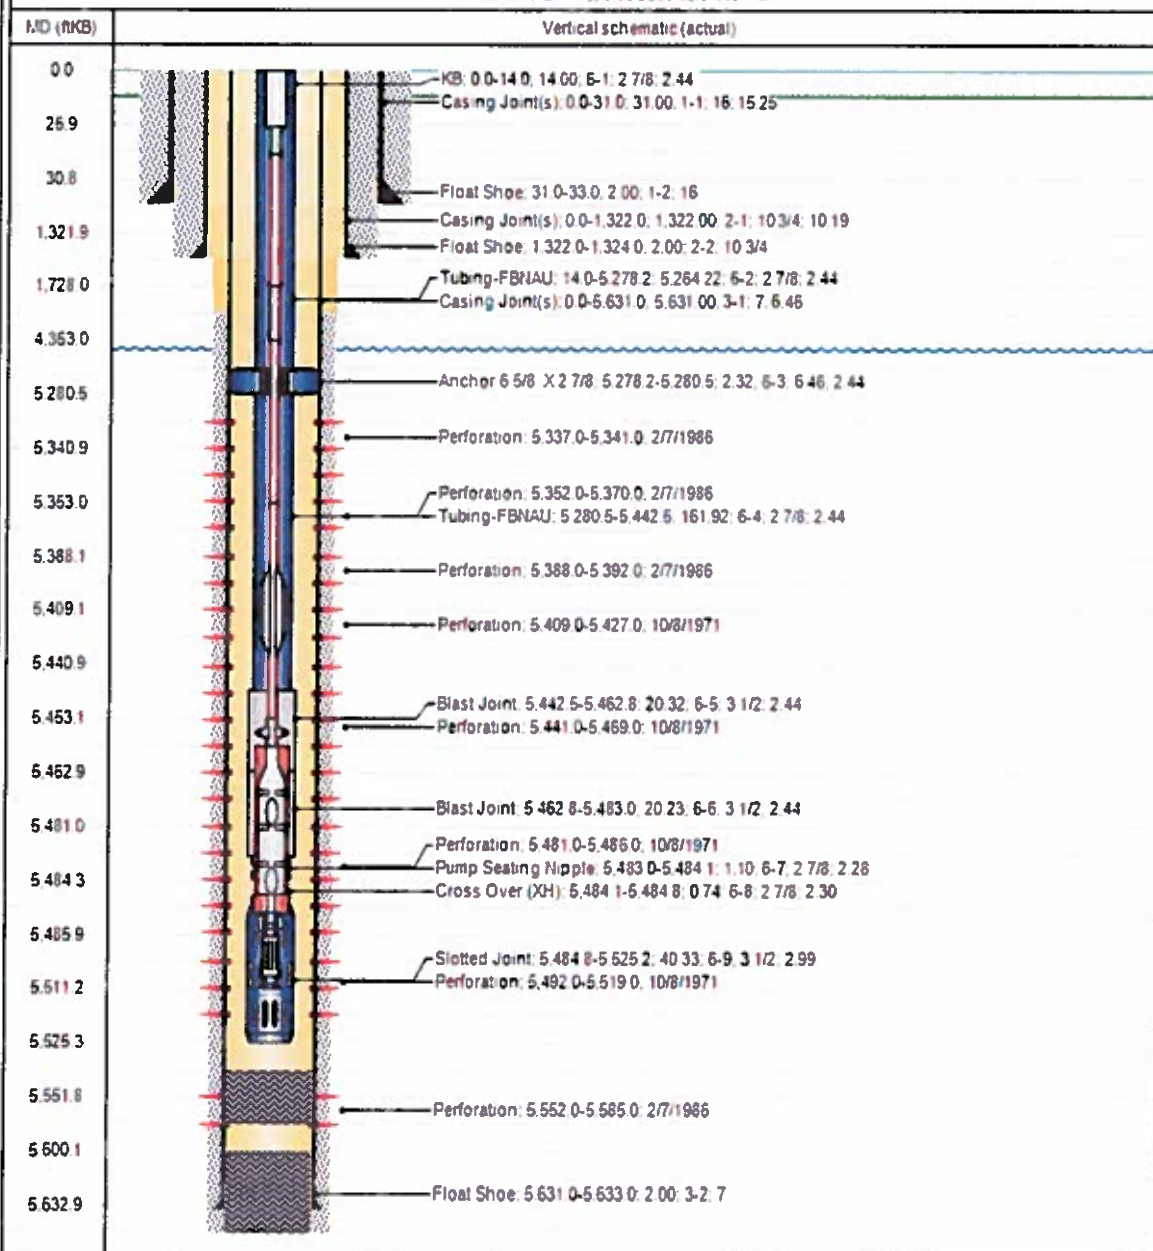 MD (ftKB)
Vertical schematic (actual)
0.0
KB; 0.0-14.0; 14.00; 6-1; 2 7/8; 2.44
Casing Joint(s); 0.0-31.0; 31.00; 1-1; 16; 15.25
26.9
30.8
Float Shoe; 31.0-33.0; 2.00; 1-2; 16
Casing Joint(s); 0.0-1,322.0; 1,322.00; 2-1; 10 3/4; 10.19
1,321.9
Float Shoe; 1,322.0-1,324.0; 2.00; 2-2; 10 3/4
Tubing-FBNAU; 14.0-5,278.2; 5,264.22; 6-2; 2 7/8; 2.44
1,728.0
Casing Joint(s); 0.0-5,631.0; 5,631.00; 3-1; 7; 6.46
4,353.0
Anchor 6 5/8 X 2 7/8; 5,278.2-5,280.5; 2.32; 6-3; 6.46; 2.44
5,280.5
Perforation; 5,337.0-5,341.0; 2/7/1986
5,340.9
Perforation; 5,352.0-5,370.0; 2/7/1986
5,353.0
Tubing-FBNAU; 5,280.5-5,442.5; 161.92; 6-4; 2 7/8; 2.44
5,388.1
Perforation; 5,388.0-5,392.0; 2/7/1986
5,409.1
Perforation; 5,409.0-5,427.0; 10/8/1971
5,440.9
Blast Joint; 5,442.5-5,462.8; 20.32; 6-5; 3 1/2; 2.44
5,453.1
Perforation; 5,441.0-5,469.0; 10/8/1971
5,462.9
Blast Joint; 5,462.8-5,483.0; 20.23; 6-6; 3 1/2; 2.44
5,481.0
Perforation; 5,481.0-5,486.0; 10/8/1971
Pump Seating Nipple; 5,483.0-5,484.1; 1.10; 6-7; 2 7/8; 2.28
5,484.3
Cross Over (XH); 5,484.1-5,484.8; 0.74; 6-8; 2 7/8; 2.30
5,485.9
Slotted Joint; 5,484.8-5,525.2; 40.33; 6-9; 3 1/2; 2.99
Perforation; 5,492.0-5,519.0; 10/8/1971
5,511.2
5,525.3
5,551.8
Perforation; 5,552.0-5,585.0; 2/7/1986
5,600.1
Float Shoe; 5,631.0-5,633.0; 2.00; 3-2; 7
5,632.9